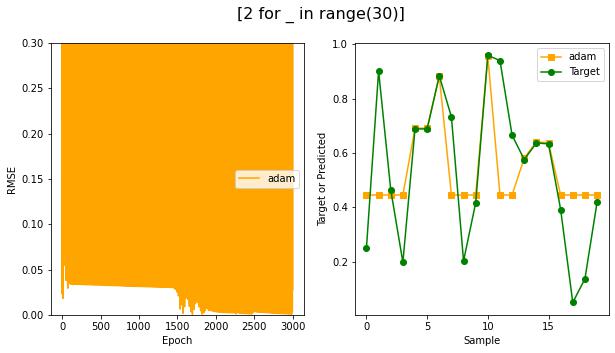 [2 for _ in range(30)]
RMSE
0.30
0.25
0.20
0.15
0.10
0.05
0.00
0 500 1000 1500 2000 2500 3000
Epoch
adam
Target or Predicted
1.0
0.8
0.6
0.4
0.2
0 5 10 15
Sample
adam
Target